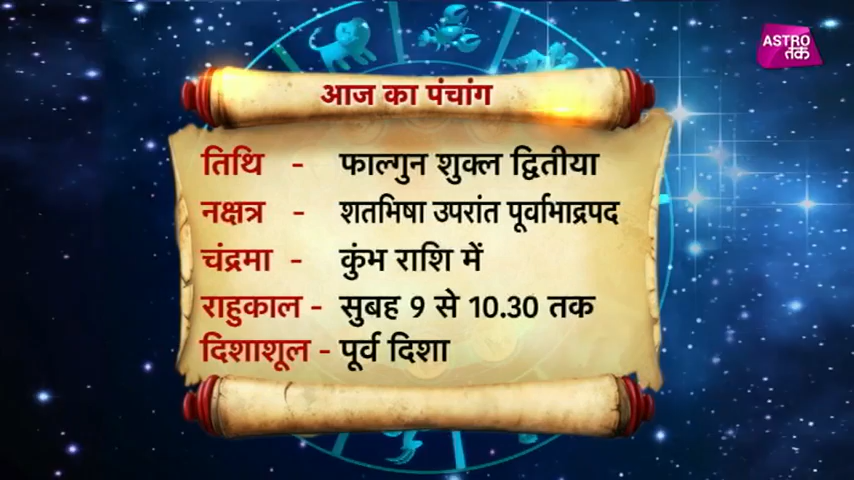 ASTRO
तक
आज का पंचांग
तिथि - फाल्गुन शुक्ल द्वितीया
नक्षत्र - शतभिषा उपरांत पूर्वाभाद्रपद
चंद्रमा - कुंभ राशि में
राहुकाल - सुबह 9 से 10.30 तक
दिशाशूल - पूर्व दिशा